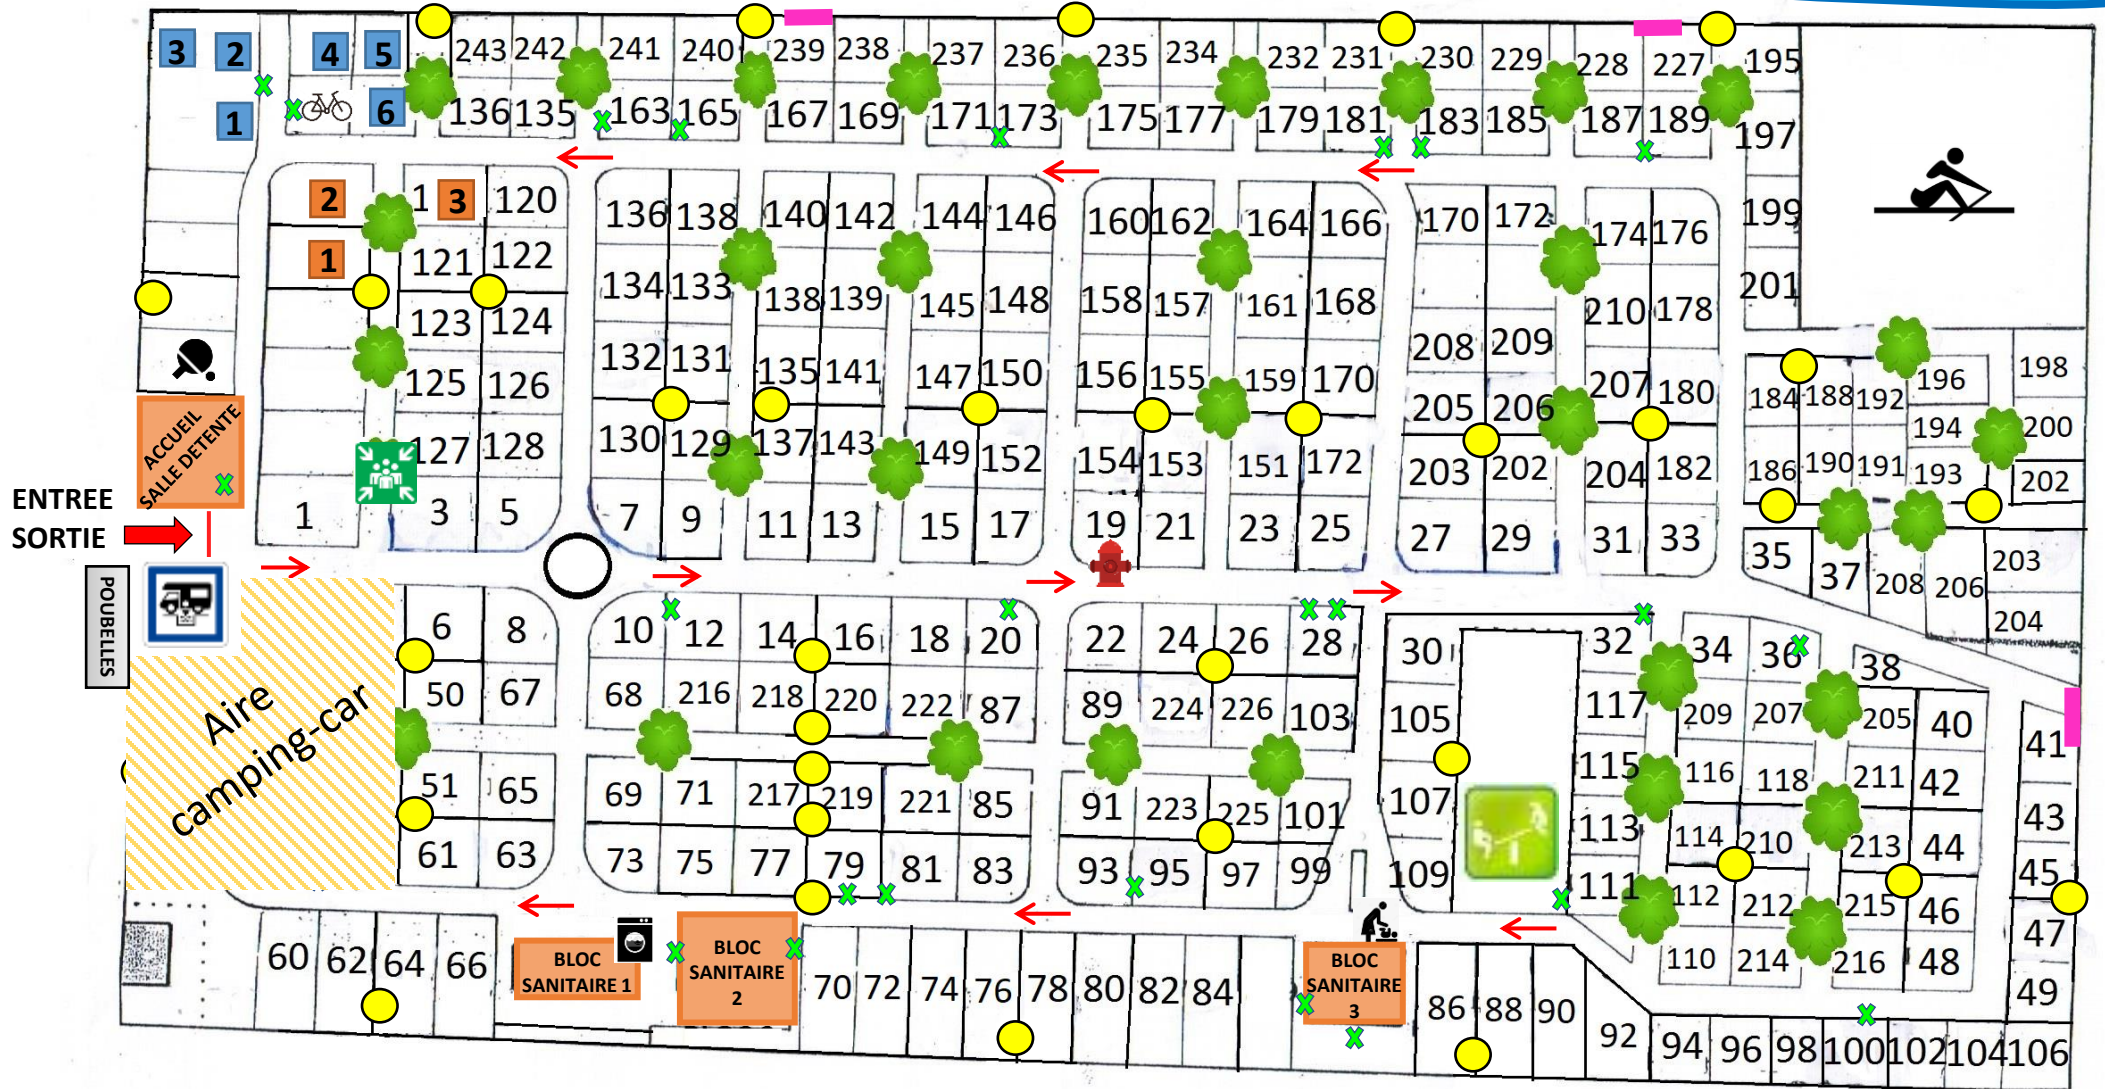 3 2 4 5 243 242 241 240 239 238 237 236 235 234 232 231 230 229 228 227 195
1 6 136 135 163 165 167 169 171 173 175 177 179 181 183 185 187 189 197
2 1 3 120 136 138 140 142 144 146 160 162 164 166 170 172 174 176 199
1 121 122 134 133 138 139 145 148 158 157 161 168 210 178 201
123 124 132 131 135 141 147 150 156 155 159 170 208 209 207 180 184 188 192 196 198
125 126 205 206 194 200
127 128 130 129 137 143 149 152 154 153 151 172 203 202 204 182 186 190 191 193 202
ACCUEIL
SALLE DETENTE
ENTREE
SORTIE
1 3 5 7 9 11 13 15 17 19 21 23 25 27 29 31 33 35 37 208 206 203
204
POUBELLES
6 8 10 12 14 16 18 20 22 24 26 28 30 32 34 36 38
Aire
camping-car
50 67 68 216 218 220 222 87 89 224 226 103 105 117 209 207 205 40 41
51 65 69 71 217 219 221 85 91 223 225 101 107 115 116 118 211 42 43
61 63 73 75 77 79 81 83 93 95 97 99 109 113 114 210 213 44 45
111 112 212 215 46 47
60 62 64 66
BLOC
SANITAIRE 1
BLOC
SANITAIRE
2
70 72 74 76 78 80 82 84
BLOC
SANITAIRE
3
86 88 90 110 214 216 48 49
92 94 96 98 100 102 104 106